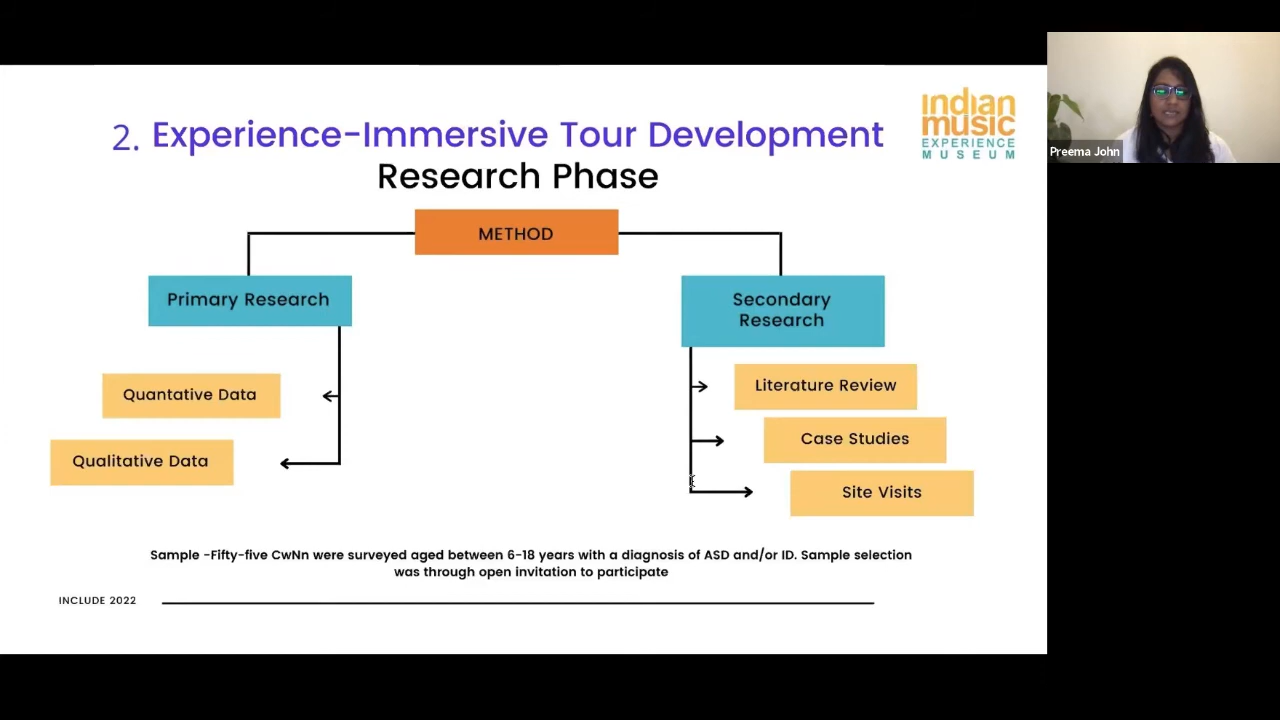 2. Experience-Immersive Tour Development
Research Phase
indian
music
EXPERIENCE
MUSEUM
Preema John
METHOD
Primary Research
Quantative Data
Qualitative Data
Secondary
Research
Literature Review
Case Studies
Site Visits
Sample -Fifty-five CwNn were surveyed aged between 6-18 years with a diagnosis of ASD and/or ID. Sample selection
was through open invitation to participate
INCLUDE 2022